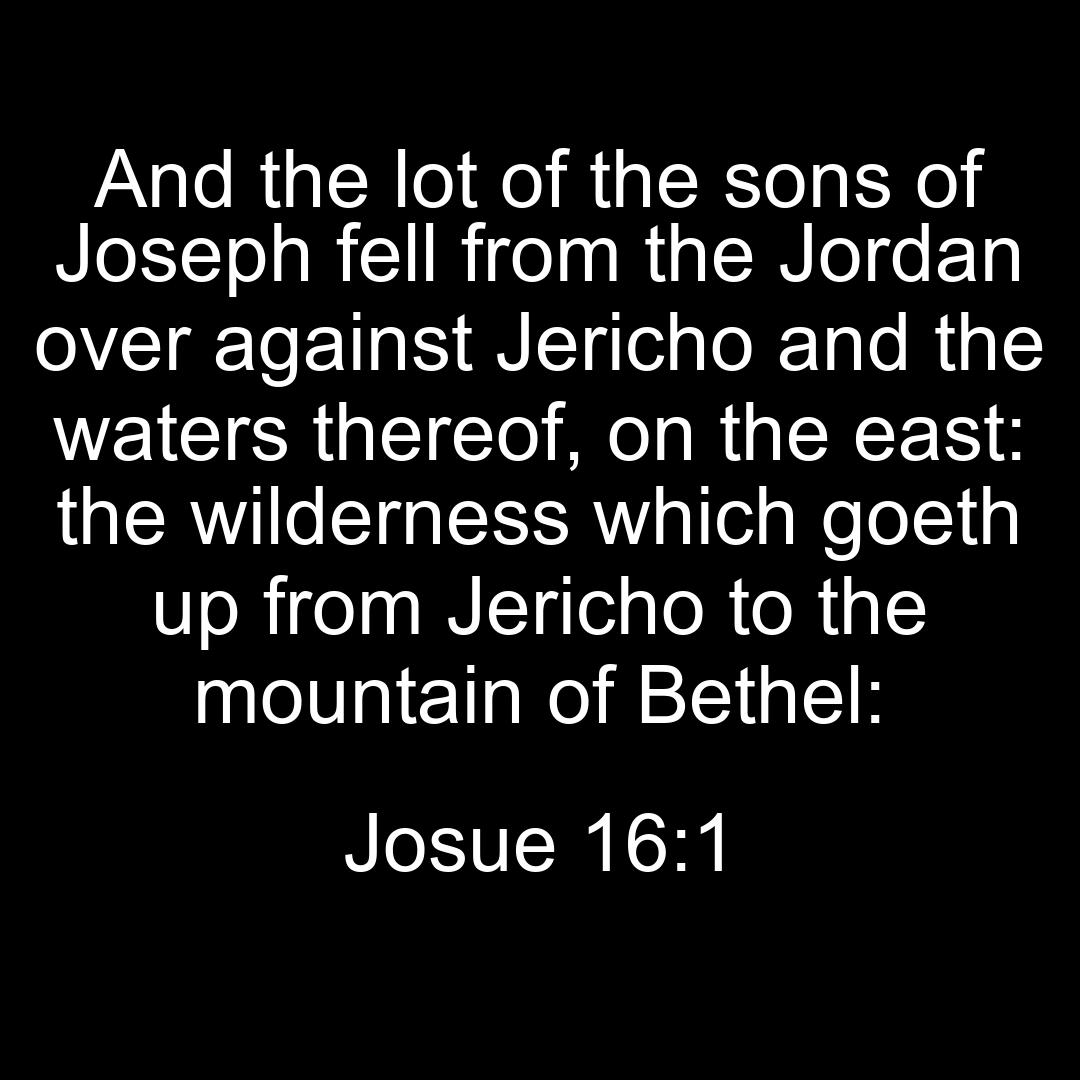 And the lot of the sons of
Joseph fell from the Jordan
over against Jericho and the
waters thereof, on the east:
the wilderness which goeth
up from Jericho to the
mountain of Bethel:
Josue 16:1